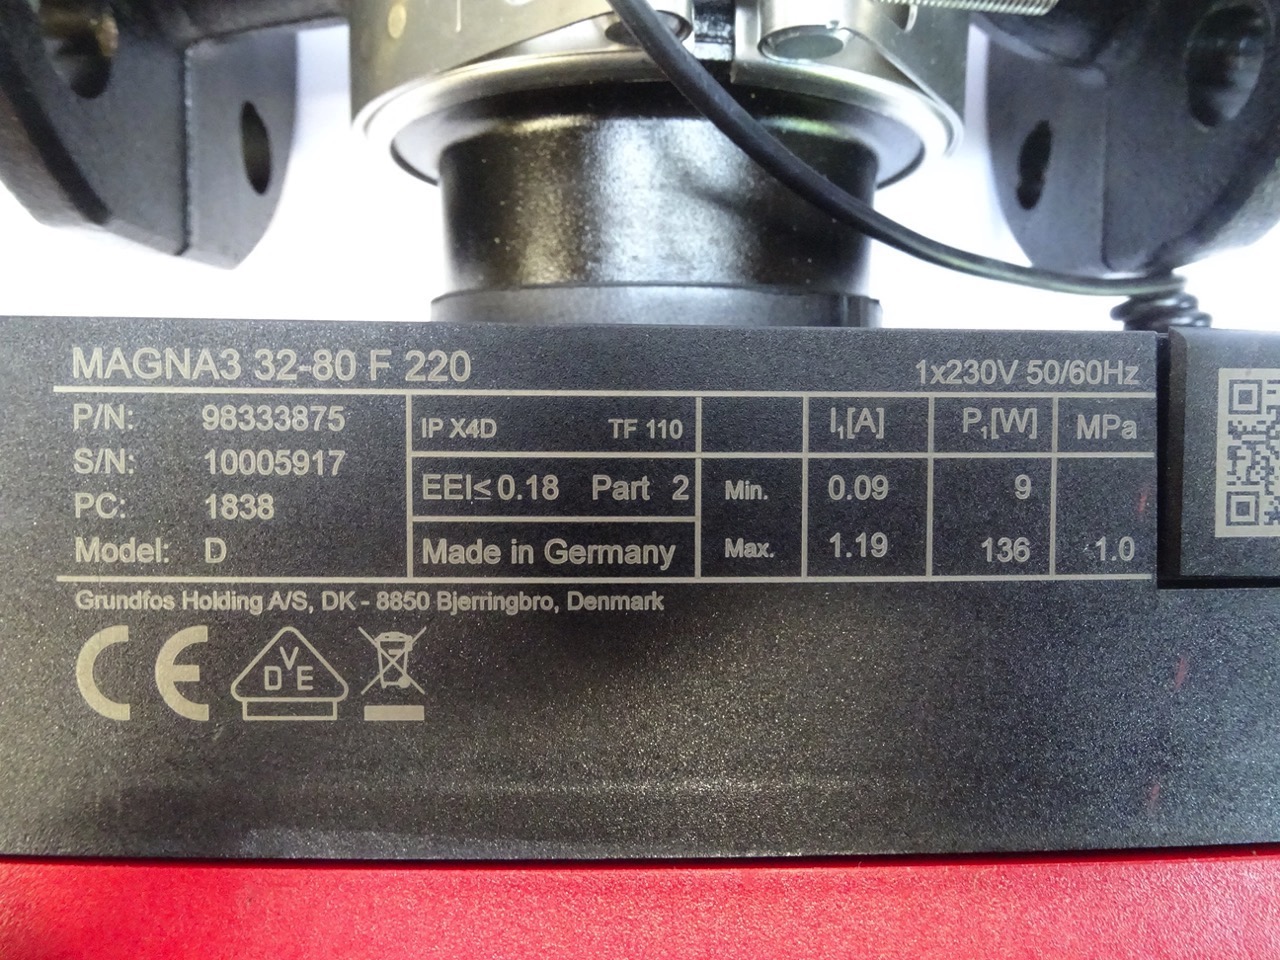 MAGNA3 32-80 F 220 1x230V 50/60Hz
P/N: 98333875
S/N: 10005917
PC: 1838
Model: D
IP X4D TF 110
EEI≤0.18 Part 2
Made in Germany
I₁[A] P₁[W] MPa
Min. 0.09 9
Max. 1.19 136 1.0
Grundfos Holding A/S, DK - 8850 Bjerringbro, Denmark
CE VDE